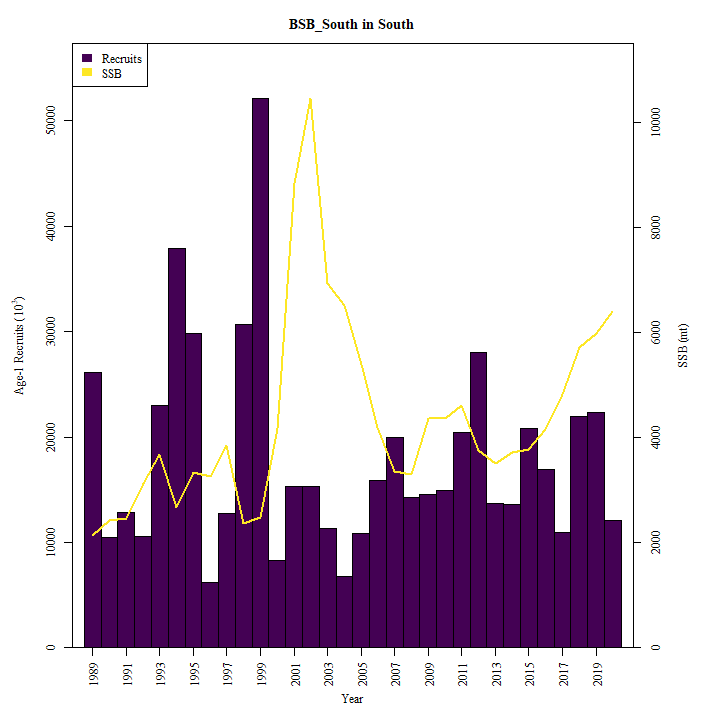 BSB_South in South
Recruits
SSB
Age-1 Recruits (10³)
50000
40000
30000
20000
10000
0
SSB (mt)
10000
8000
6000
4000
2000
0
1989 1991 1993 1995 1997 1999 2001 2003 2005 2007 2009 2011 2013 2015 2017 2019
Year